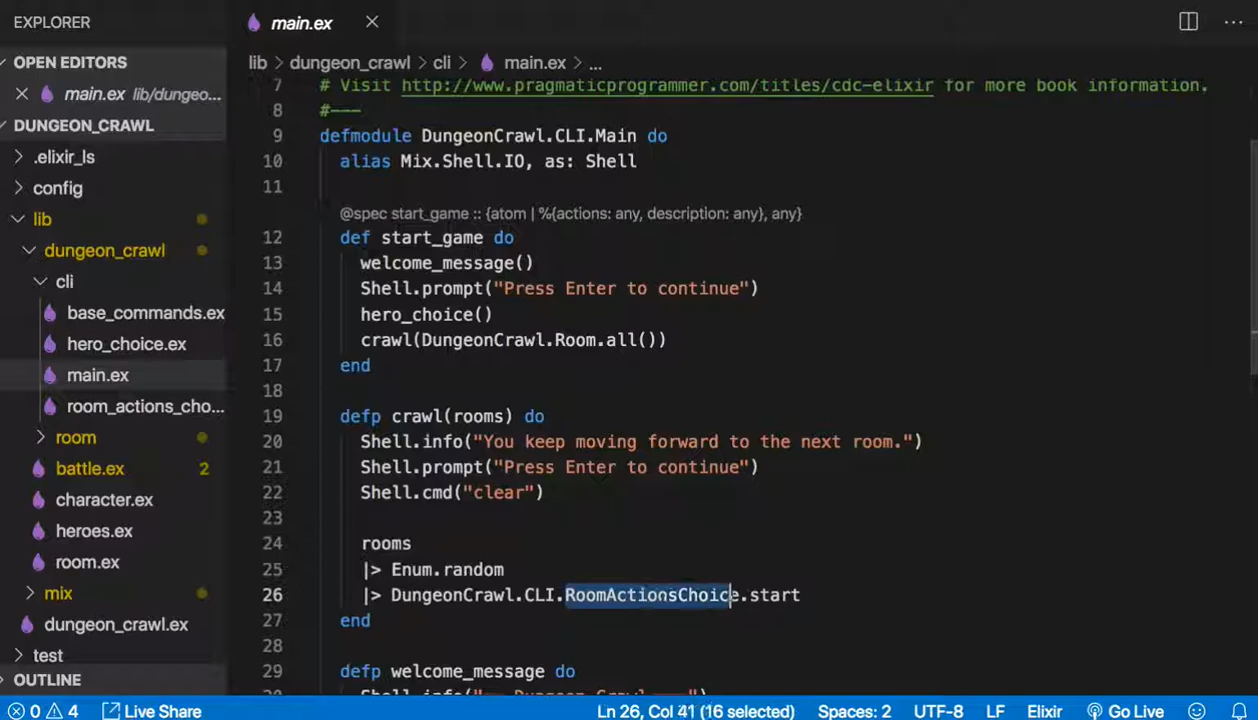 EXPLORER
OPEN EDITORS
main.ex lib/dungeo...
DUNGEON_CRAWL
.elixir_ls
config
lib
dungeon_crawl
cli
base_commands.ex
hero_choice.ex
main.ex
room_actions_cho...
room
battle.ex 2
character.ex
heroes.ex
room.ex
mix
dungeon_crawl.ex
test
OUTLINE
main.ex
lib > dungeon_crawl > cli > main.ex > ...
7 # Visit http://www.pragmaticprogrammer.com/titles/cdc-elixir for more book information.
8 #---
9 defmodule DungeonCrawl.CLI.Main do
10 alias Mix.Shell.IO, as: Shell
11
@spec start_game :: {atom | %{actions: any, description: any}, any}
12 def start_game do
13 welcome_message()
14 Shell.prompt("Press Enter to continue")
15 hero_choice()
16 crawl(DungeonCrawl.Room.all())
17 end
18
19 defp crawl(rooms) do
20 Shell.info("You keep moving forward to the next room.")
21 Shell.prompt("Press Enter to continue")
22 Shell.cmd("clear")
23
24 rooms
25 |> Enum.random
26 |> DungeonCrawl.CLI.RoomActionsChoice.start
27 end
28
29 defp welcome_message do
Shell.info("== Dungeon Crawl ===")
0 4 Live Share Ln 26, Col 41 (16 selected) Spaces: 2 UTF-8 LF Elixir Go Live